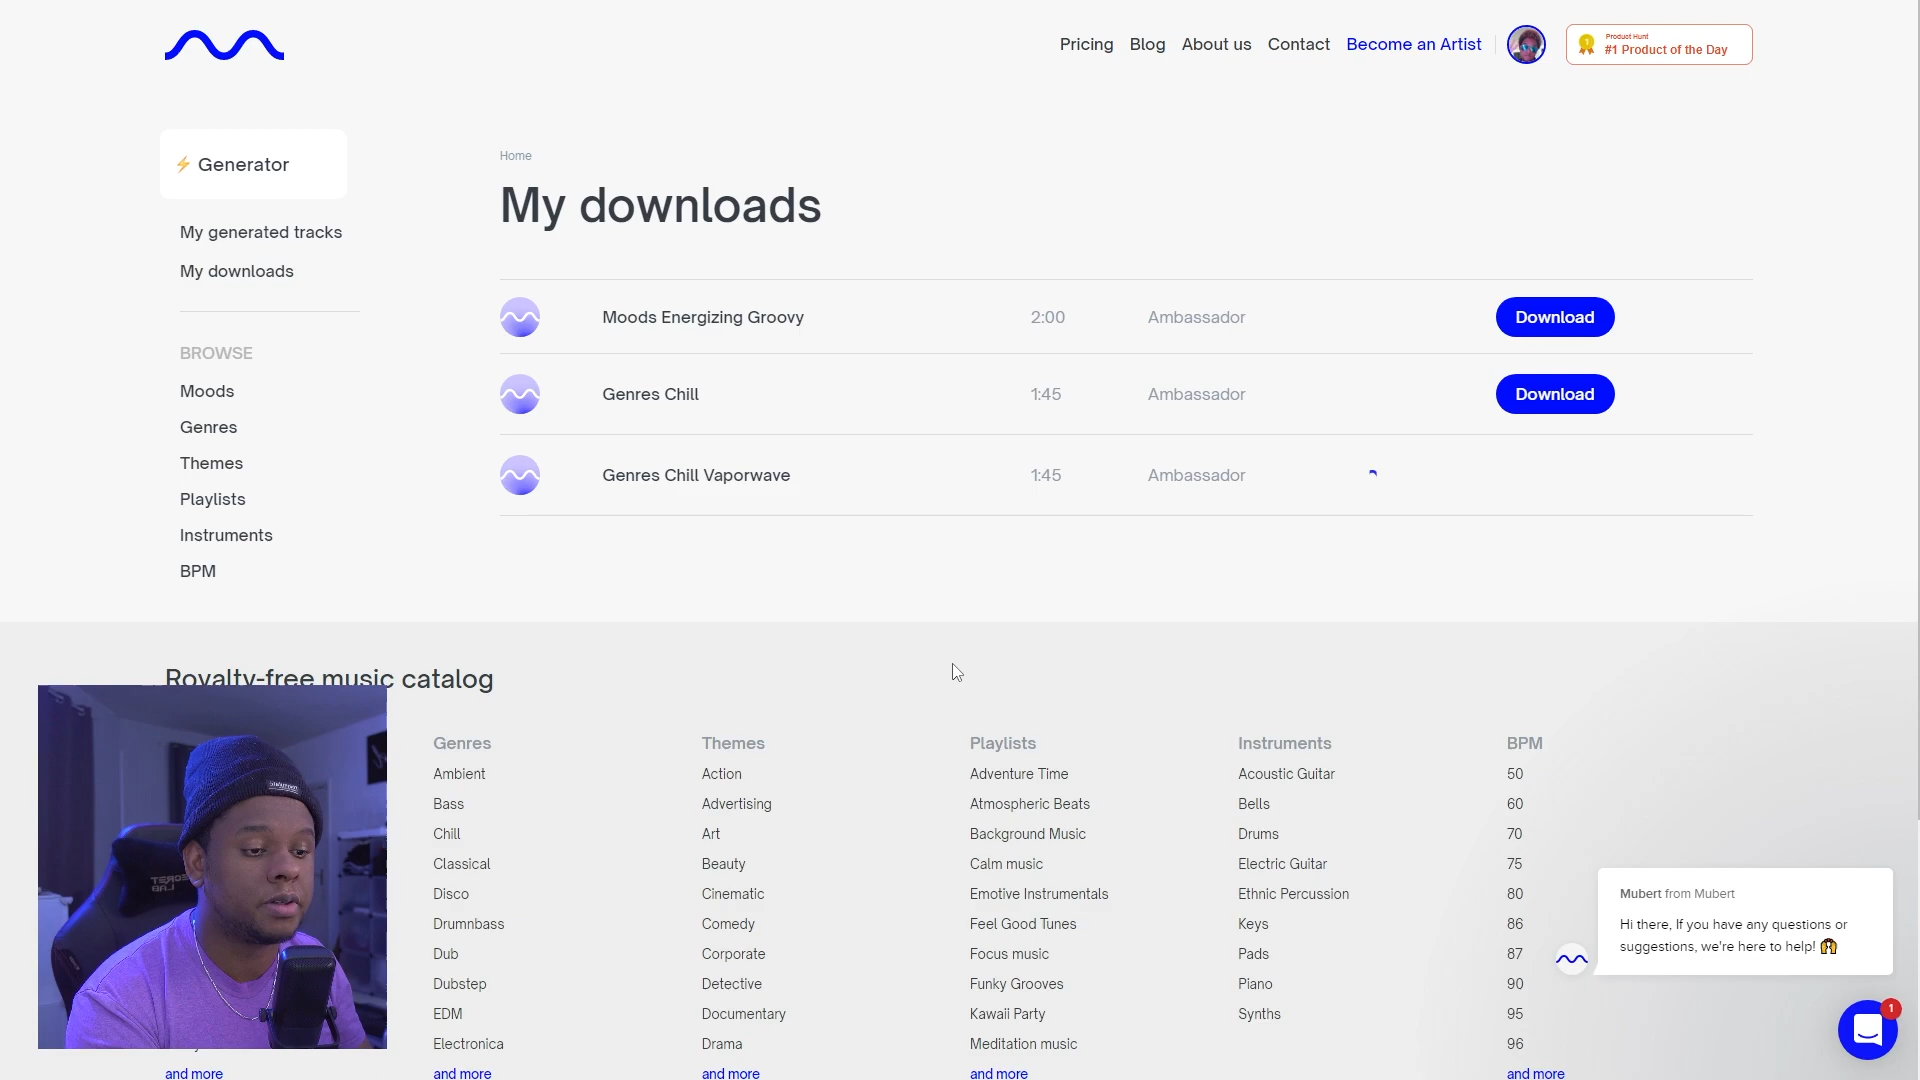 Pricing
Blog
About us
Contact
Become an Artist
Product Hunt
#1 Product of the Day
⚡ Generator
My generated tracks
My downloads
BROWSE
Moods
Genres
Themes
Playlists
Instruments
BPM
Home
My downloads
Moods Energizing Groovy 2:00 Ambassador Download
Genres Chill 1:45 Ambassador Download
Genres Chill Vaporwave 1:45 Ambassador
Royalty-free music catalog
Genres
Ambient
Bass
Chill
Classical
Disco
Drumnbass
Dub
Dubstep
EDM
Electronica
and more
Themes
Action
Advertising
Art
Beauty
Cinematic
Comedy
Corporate
Detective
Documentary
Drama
and more
Playlists
Adventure Time
Atmospheric Beats
Background Music
Calm music
Emotive Instrumentals
Feel Good Tunes
Focus music
Funky Grooves
Kawaii Party
Meditation music
and more
Instruments
Acoustic Guitar
Bells
Drums
Electric Guitar
Ethnic Percussion
Keys
Pads
Piano
Synths
BPM
50
60
70
75
80
86
87
90
95
96
and more
and more
Mubert from Mubert
Hi there, If you have any questions or
suggestions, we're here to help! 🙌
1